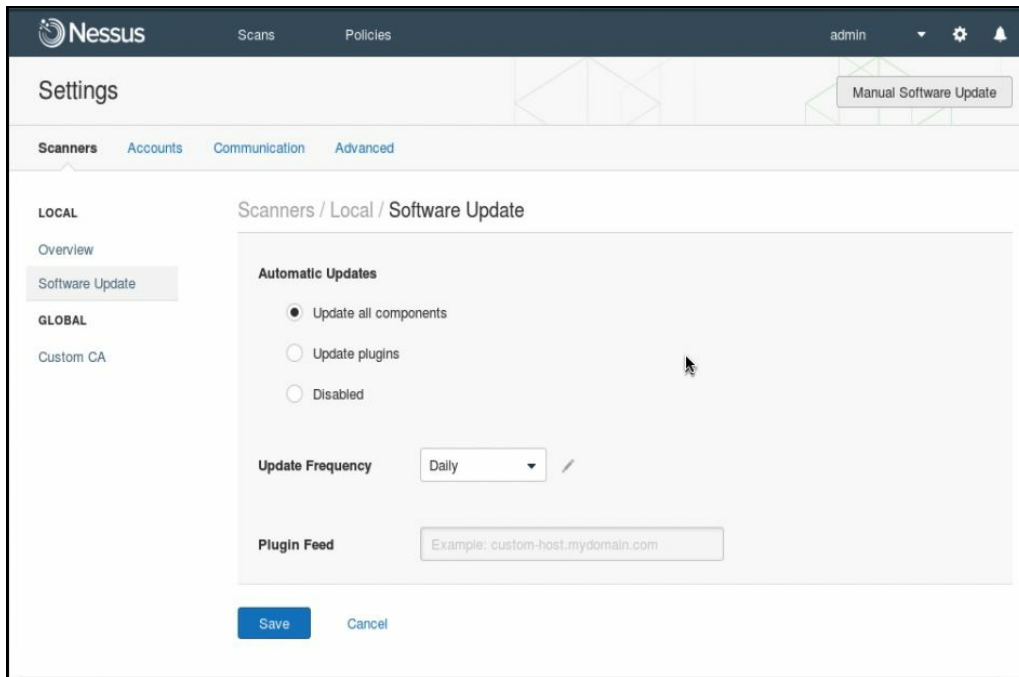 Nessus Scans Policies admin
Settings Manual Software Update
Scanners Accounts Communication Advanced
LOCAL
Overview
Software Update
GLOBAL
Custom CA
Scanners / Local / Software Update
Automatic Updates
Update all components
Update plugins
Disabled
Update Frequency Daily
Plugin Feed Example: custom-host.mydomain.com
Save Cancel